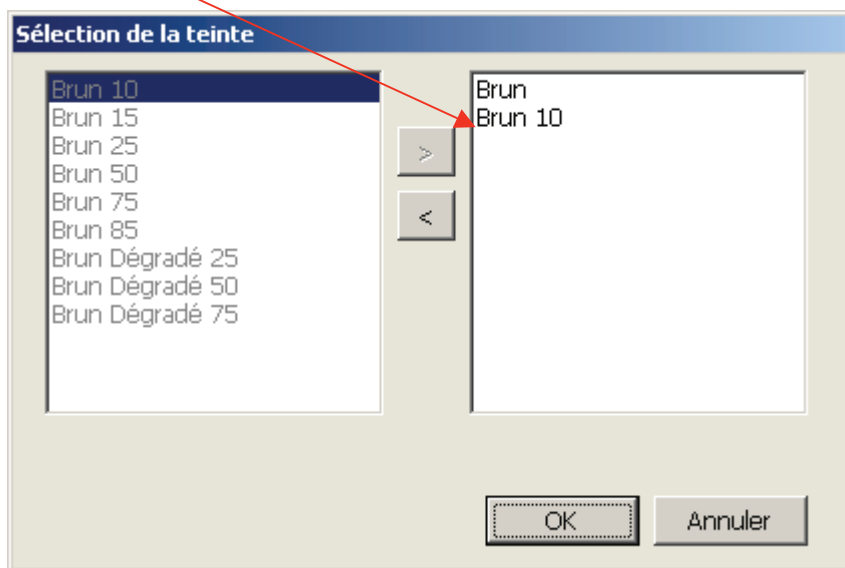 Sélection de la teinte
Brun 10
Brun 15
Brun 25
Brun 50
Brun 75
Brun 85
Brun Dégradé 25
Brun Dégradé 50
Brun Dégradé 75
>
<
Brun
Brun 10
OK
Annuler